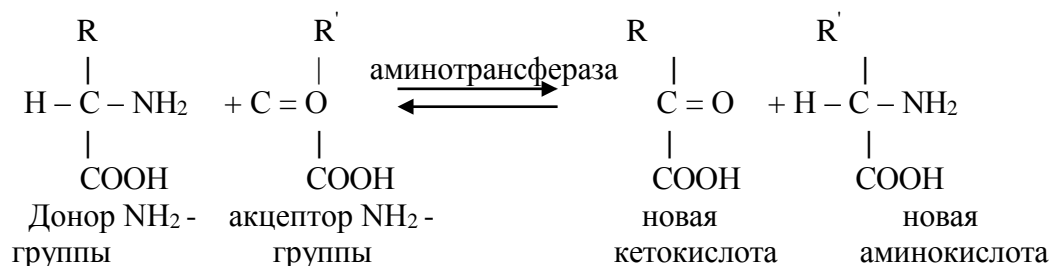 R R' R R'
| | аминотрансфераза | |
H – C – NH2 + C = O C = O + H – C – NH2
| | | |
COOH COOH COOH COOH
Донор NH2 - акцептор NH2 - новая новая
группы группы кетокислота аминокислота